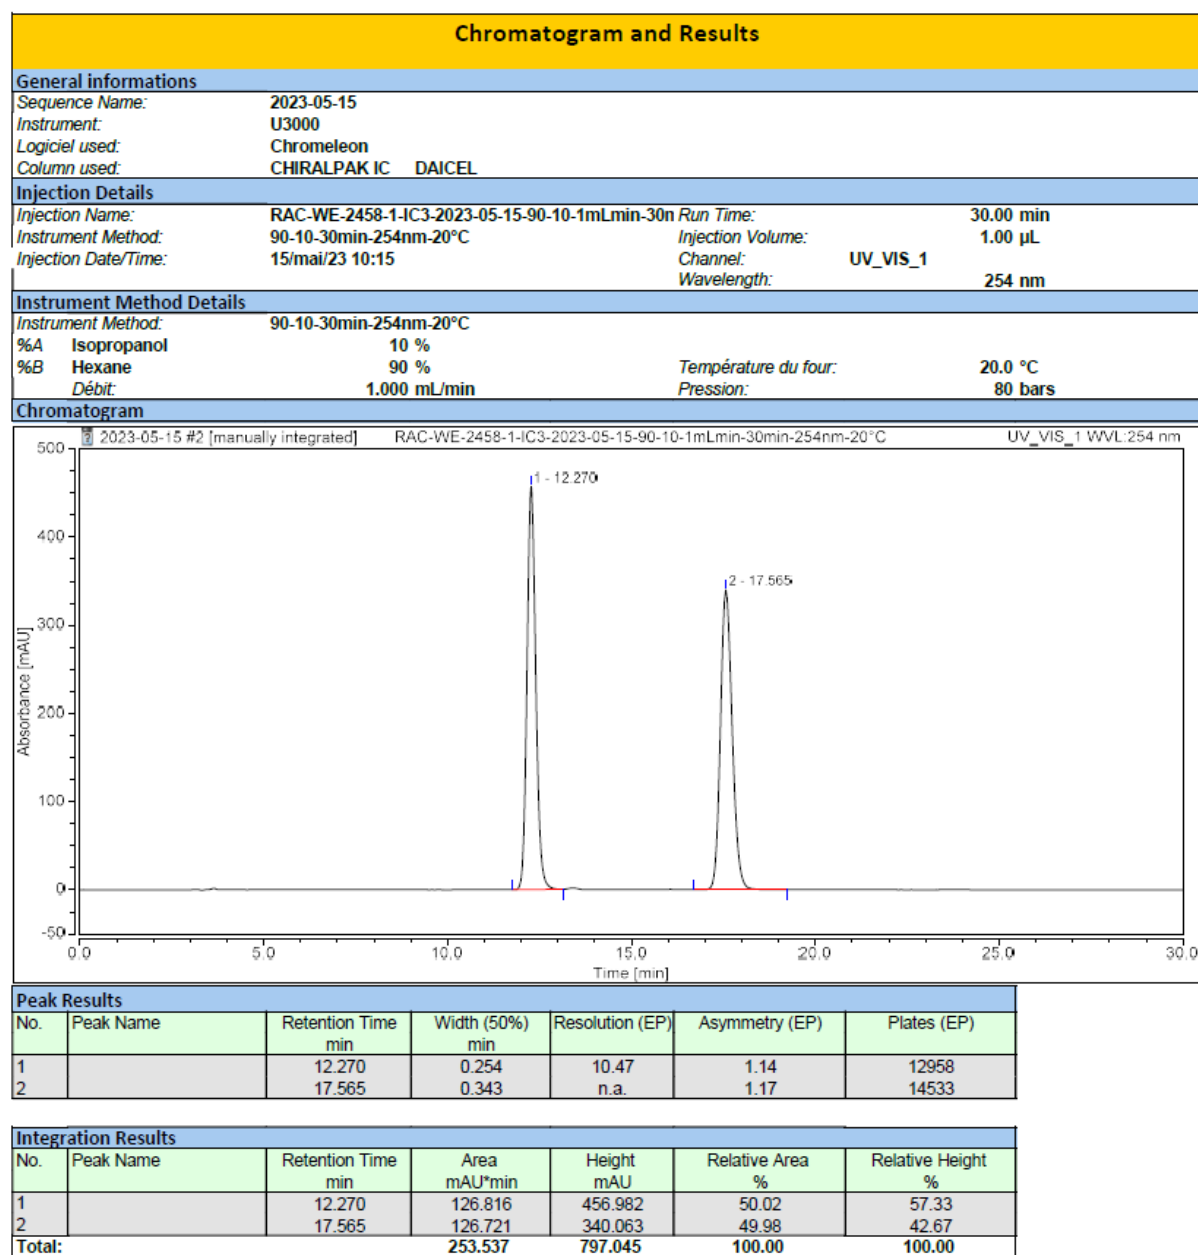 Chromatogram and Results
General informations
Sequence Name: 2023-05-15
Instrument: U3000
Logiciel used: Chromeleon
Column used: CHIRALPAK IC DAICEL
Injection Details
Injection Name: RAC-WE-2458-1-IC3-2023-05-15-90-10-1mLmin-30n Run Time: 30.00 min
Instrument Method: 90-10-30min-254nm-20°C Injection Volume: 1.00 µL
Injection Date/Time: 15/mai/23 10:15 Channel: UV_VIS_1
Wavelength: 254 nm
Instrument Method Details
Instrument Method: 90-10-30min-254nm-20°C
%A Isopropanol 10 %
%B Hexane 90 % Température du four: 20.0 °C
Débit: 1.000 mL/min Pression: 80 bars
Chromatogram
2023-05-15 #2 [manually integrated] RAC-WE-2458-1-IC3-2023-05-15-90-10-1mLmin-30min-254nm-20°C UV_VIS_1 WVL:254 nm
500
1 - 12.270
400
2 - 17.565
300
Absorbance [mAU]
200
100
0
-50
0.0 5.0 10.0 15.0 20.0 25.0 30.0
Time [min]
Peak Results
No. Peak Name Retention Time Width (50%) Resolution (EP) Asymmetry (EP) Plates (EP)
min min
1 12.270 0.254 10.47 1.14 12958
2 17.565 0.343 n.a. 1.17 14533
Integration Results
No. Peak Name Retention Time Area Height Relative Area Relative Height
min mAU*min mAU % %
1 12.270 126.816 456.982 50.02 57.33
2 17.565 126.721 340.063 49.98 42.67
Total: 253.537 797.045 100.00 100.00